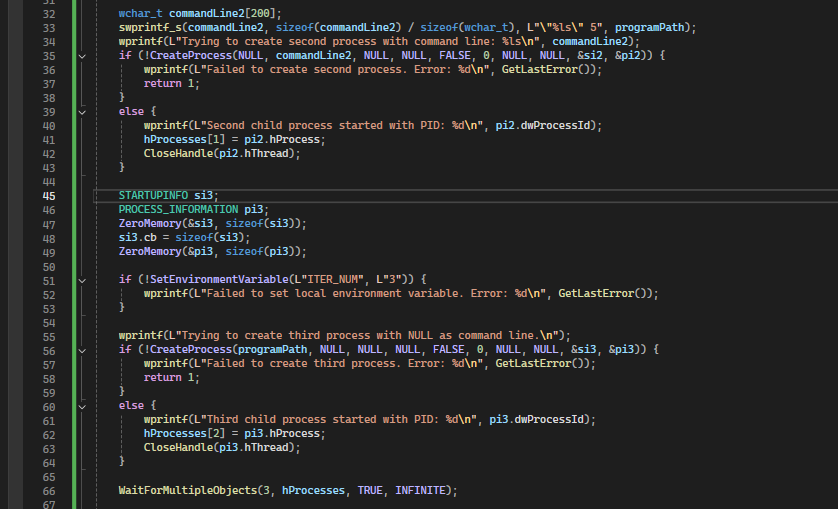 31
32 wchar_t commandLine2[200];
33 swprintf_s(commandLine2, sizeof(commandLine2) / sizeof(wchar_t), L"\"%ls\" 5", programPath);
34 wprintf(L"Trying to create second process with command line: %ls\n", commandLine2);
35 if (!CreateProcess(NULL, commandLine2, NULL, NULL, FALSE, 0, NULL, NULL, &si2, &pi2)) {
36 wprintf(L"Failed to create second process. Error: %d\n", GetLastError());
37 return 1;
38 }
39 else {
40 wprintf(L"Second child process started with PID: %d\n", pi2.dwProcessId);
41 hProcesses[1] = pi2.hProcess;
42 CloseHandle(pi2.hThread);
43 }
44
45 STARTUPINFO si3;
46 PROCESS_INFORMATION pi3;
47 ZeroMemory(&si3, sizeof(si3));
48 si3.cb = sizeof(si3);
49 ZeroMemory(&pi3, sizeof(pi3));
50
51 if (!SetEnvironmentVariable(L"ITER_NUM", L"3")) {
52 wprintf(L"Failed to set local environment variable. Error: %d\n", GetLastError());
53 }
54
55 wprintf(L"Trying to create third process with NULL as command line.\n");
56 if (!CreateProcess(programPath, NULL, NULL, NULL, FALSE, 0, NULL, NULL, &si3, &pi3)) {
57 wprintf(L"Failed to create third process. Error: %d\n", GetLastError());
58 return 1;
59 }
60 else {
61 wprintf(L"Third child process started with PID: %d\n", pi3.dwProcessId);
62 hProcesses[2] = pi3.hProcess;
63 CloseHandle(pi3.hThread);
64 }
65
66 WaitForMultipleObjects(3, hProcesses, TRUE, INFINITE);
67